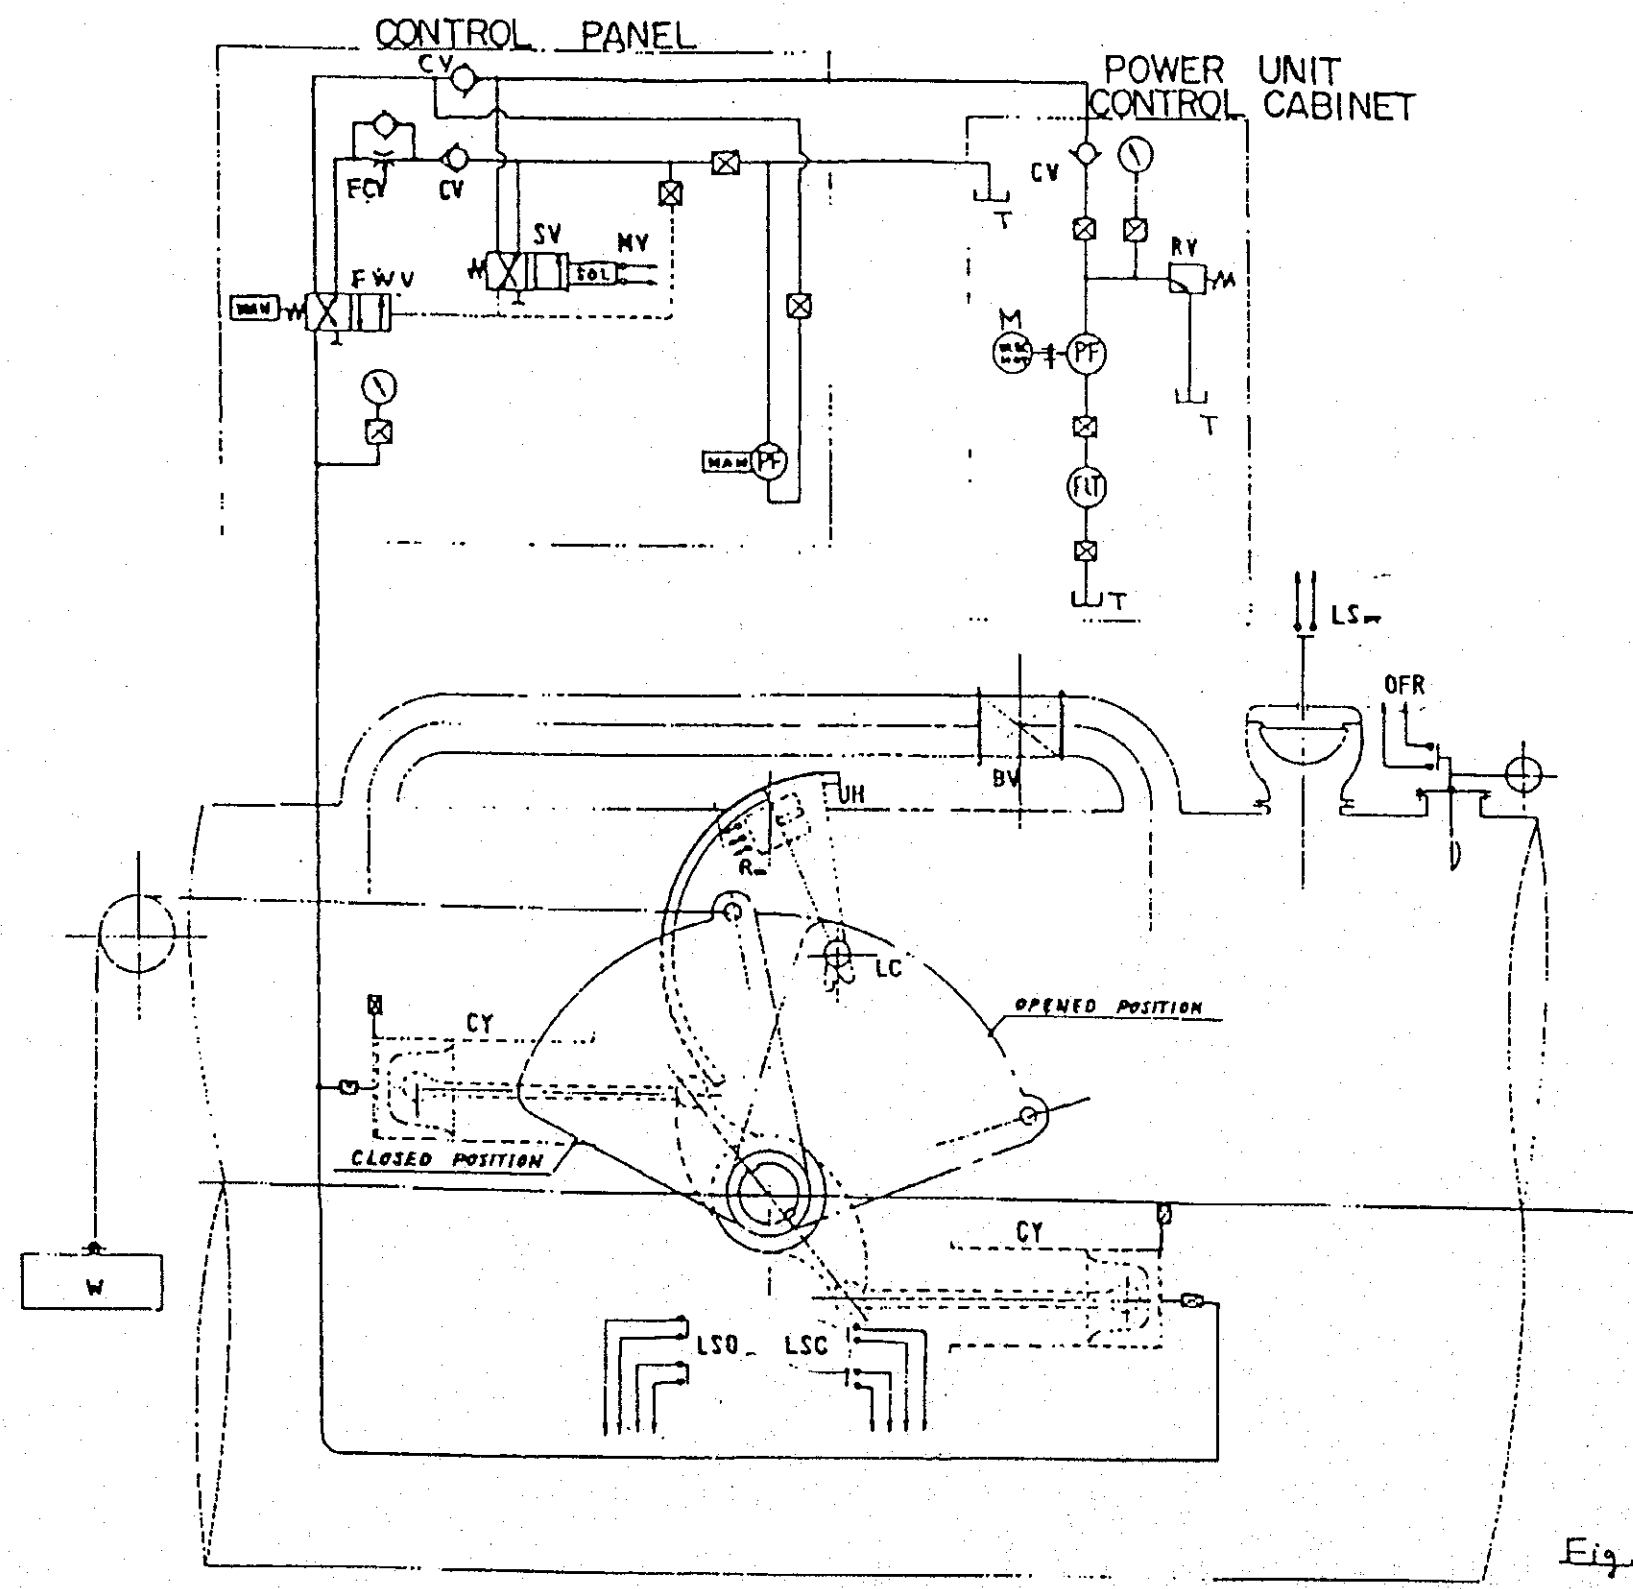 CONTROL PANEL
POWER UNIT
CONTROL CABINET
CV
FCV
CV
CV
T
SV
MV
SOL
RV
FWV
M
PF
T
MAN
PF
FLT
T
LS
OFR
BV
UH
R
LC
OPENED POSITION
CY
CLOSED POSITION
CY
W
LSO
LSC
Fig.